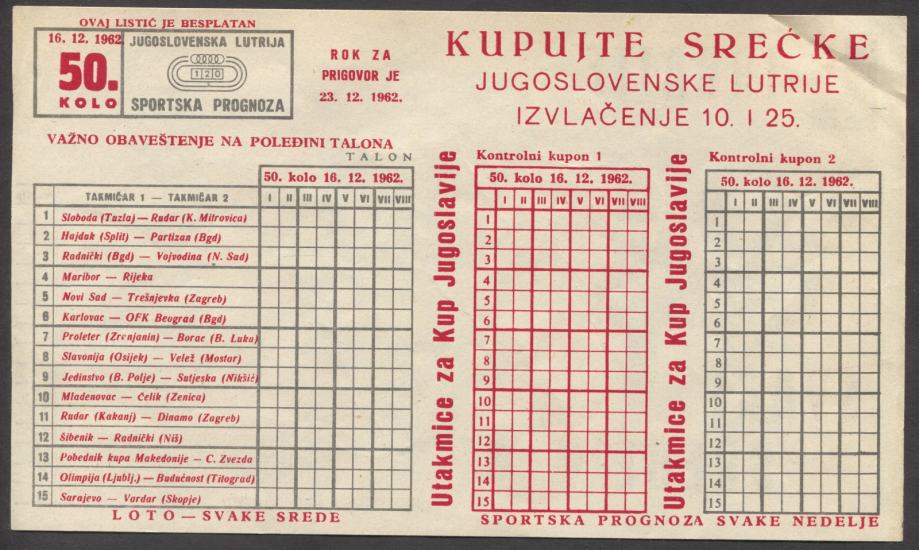 OVAJ LISTIĆ JE BESPLATAN
16. 12. 1962
50.
KOLO
JUGOSLOVENSKA LUTRIJA
120
SPORTSKA PROGNOZA
ROK ZA
PRIGOVOR JE
23. 12. 1962.
KUPUJTE SREĆKE
JUGOSLOVENSKE LUTRIJE
IZVLAČENJE 10. I 25.
VAŽNO OBAVEŠTENJE NA POLEĐINI TALONA
TALON
50. kolo 16. 12. 1962.
TAKMIČAR 1 — TAKMIČAR 2 I II III IV V VI VII VIII
1 Sloboda (Tuzla) — Rudar (K. Mitrovica)
2 Hajduk (Split) — Partizan (Bgd)
3 Radnički (Bgd) — Vojvodina (N. Sad)
4 Maribor — Rijeka
5 Novi Sad — Trešnjevka (Zagreb)
6 Karlovac — OFK Beograd (Bgd)
7 Proleter (Zrenjanin) — Borac (B. Luka)
8 Slavonija (Osijek) — Velež (Mostar)
9 Jedinstvo (B. Polje) — Sutjeska (Nikšić)
10 Mladenovac — Čelik (Zenica)
11 Rudar (Kakanj) — Dinamo (Zagreb)
12 Šibenik — Radnički (Niš)
13 Pobednik kupa Makedonije — C. Zvezda
14 Olimpija (Ljublj.) — Budućnost (Titograd)
15 Sarajevo — Vardar (Skopje)
LOTO — SVAKE SREDE
Utakmice za Kup Jugoslavije
Kontrolni kupon 1
50. kolo 16. 12. 1962.
I II III IV V VI VII VIII
1
2
3
4
5
6
7
8
9
10
11
12
13
14
15
Utakmice za Kup Jugoslavije
Kontrolni kupon 2
50. kolo 16. 12. 1962.
I II III IV V VI VII VIII
1
2
3
4
5
6
7
8
9
10
11
12
13
14
15
SPORTSKA PROGNOZA SVAKE NEDELJE